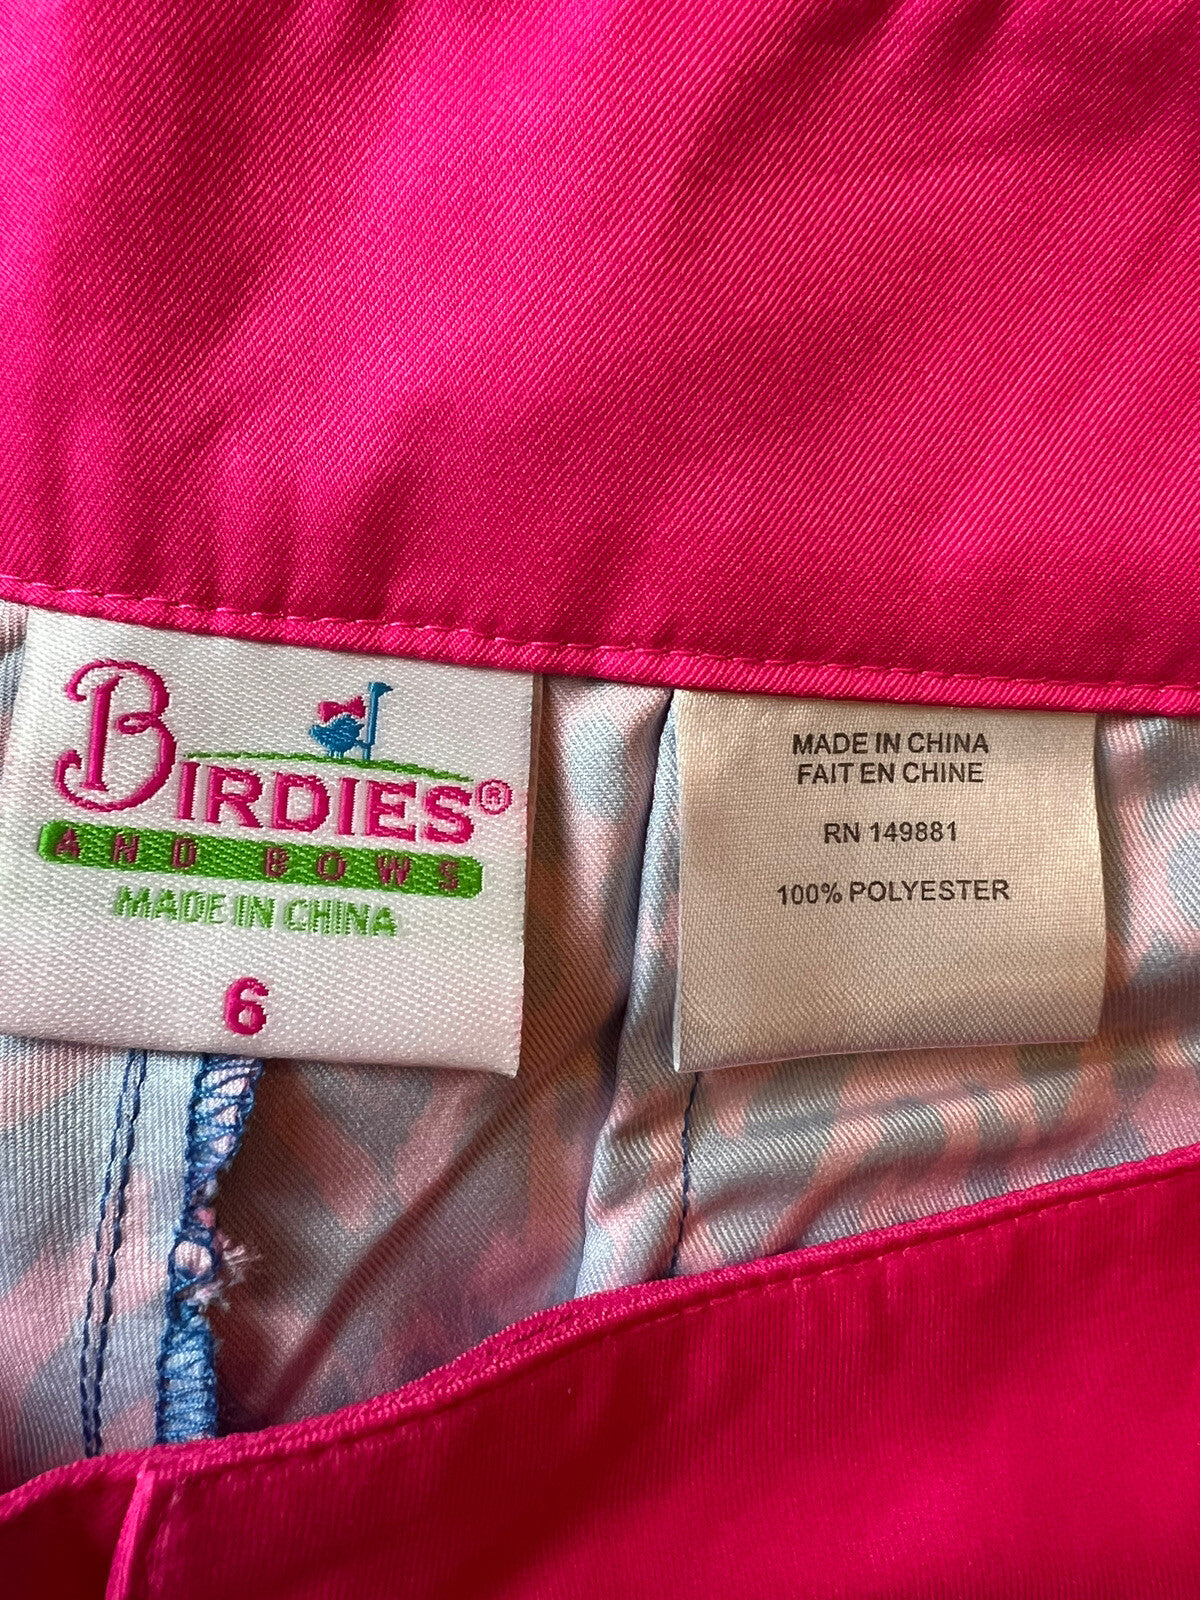 BIRDIES®
AND BOWS
MADE IN CHINA
6
MADE IN CHINA
FAIT EN CHINE
RN 149881
100% POLYESTER